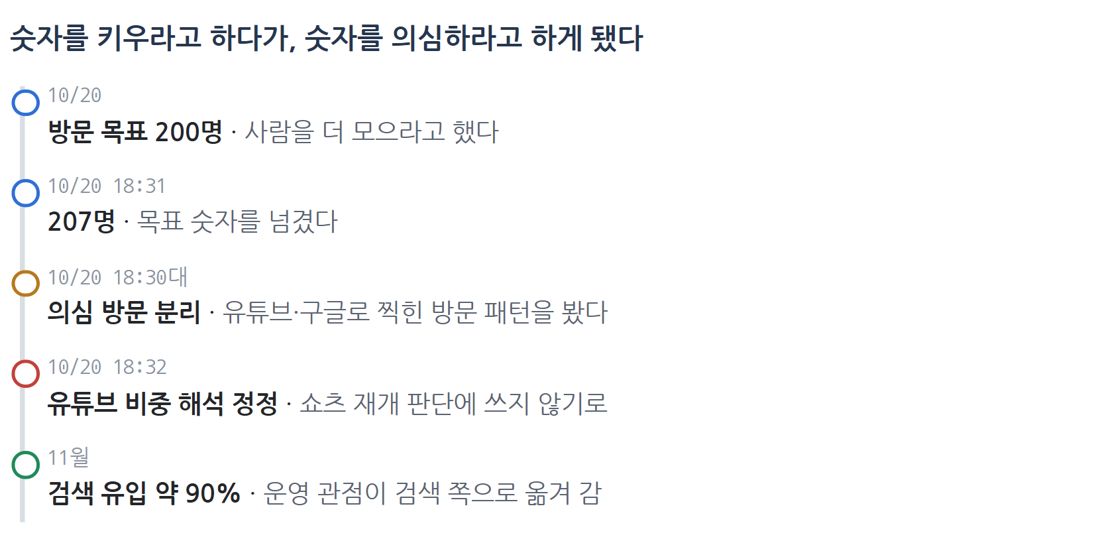 숫자를 키우라고 하다가, 숫자를 의심하라고 하게 됐다
10/20
방문 목표 200명 · 사람을 더 모으라고 했다
10/20 18:31
207명 · 목표 숫자를 넘겼다
10/20 18:30대
의심 방문 분리 · 유튜브·구글로 찍힌 방문 패턴을 봤다
10/20 18:32
유튜브 비중 해석 정정 · 쇼츠 재개 판단에 쓰지 않기로
11월
검색 유입 약 90% · 운영 관점이 검색 쪽으로 옮겨 감